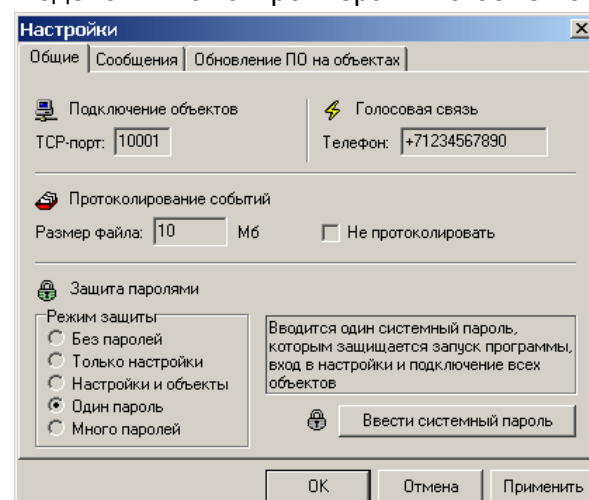 Настройки
Общие Сообщения Обновление ПО на объектах
Подключение объектов Голосовая связь
TCP-порт: 10001 Телефон: +71234567890
Протоколирование событий
Размер файла: 10 Мб Не протоколировать
Защита паролями
Режим защиты
Без паролей
Только настройки
Настройки и объекты
Один пароль
Много паролей
Вводится один системный пароль,
которым защищается запуск программы,
вход в настройки и подключение всех
объектов
Ввести системный пароль
OK Отмена Применить